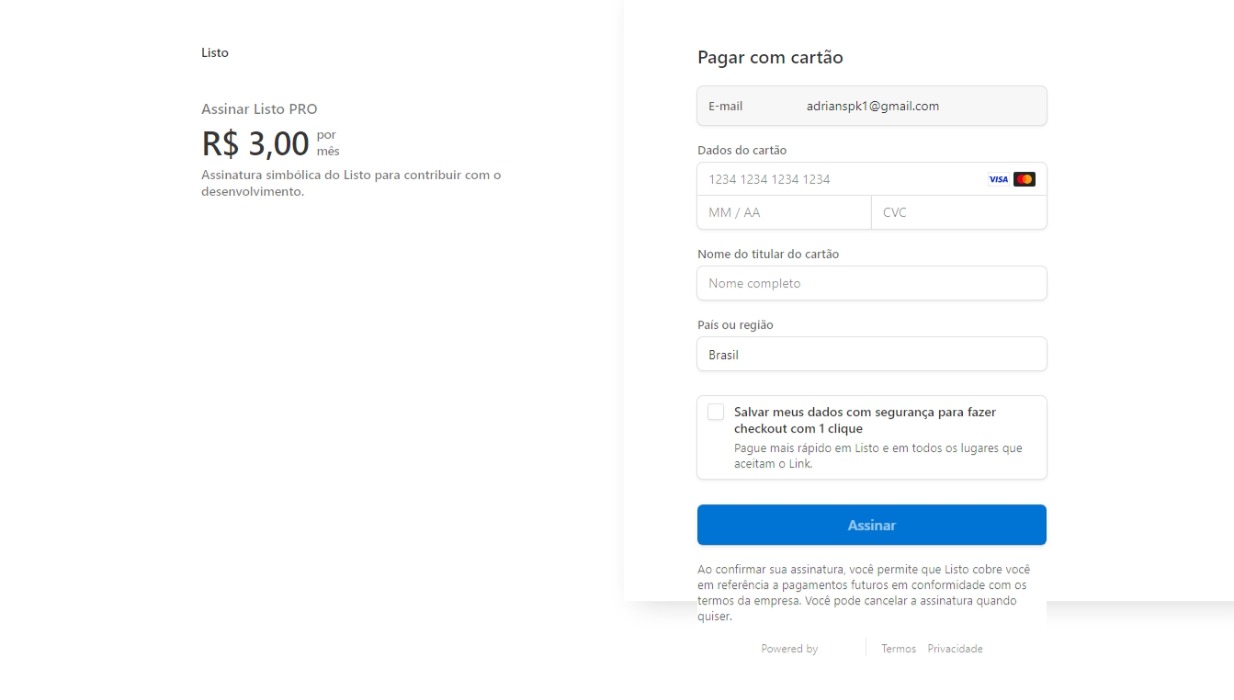 Listo
Assinar Listo PRO
R$ 3,00 por
mês
Assinatura simbólica do Listo para contribuir com o
desenvolvimento.
Pagar com cartão
E-mail adrianspk1@gmail.com
Dados do cartão
1234 1234 1234 1234 VISA
MM / AA CVC
Nome do titular do cartão
Nome completo
País ou região
Brasil
Salvar meus dados com segurança para fazer
checkout com 1 clique
Pague mais rápido em Listo e em todos os lugares que
aceitam o Link.
Assinar
Ao confirmar sua assinatura, você permite que Listo cobre você
em referência a pagamentos futuros em conformidade com os
termos da empresa. Você pode cancelar a assinatura quando
quiser.
Powered by Termos Privacidade